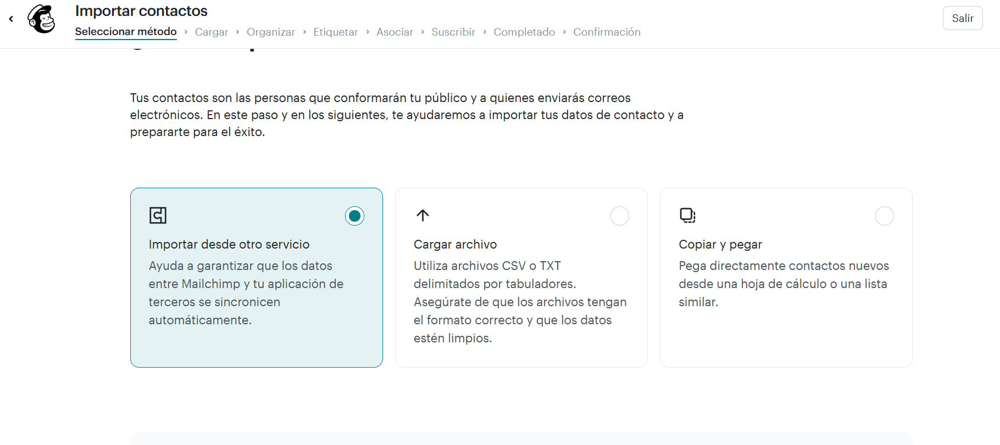 Importar contactos
Salir
Seleccionar método › Cargar › Organizar › Etiquetar › Asociar › Suscribir › Completado › Confirmación
Tus contactos son las personas que conformarán tu público y a quienes enviarás correos
electrónicos. En este paso y en los siguientes, te ayudaremos a importar tus datos de contacto y a
prepararte para el éxito.
Importar desde otro servicio
Ayuda a garantizar que los datos
entre Mailchimp y tu aplicación de
terceros se sincronicen
automáticamente.
Cargar archivo
Utiliza archivos CSV o TXT
delimitados por tabuladores.
Asegúrate de que los archivos tengan
el formato correcto y que los datos
estén limpios.
Copiar y pegar
Pega directamente contactos nuevos
desde una hoja de cálculo o una lista
similar.